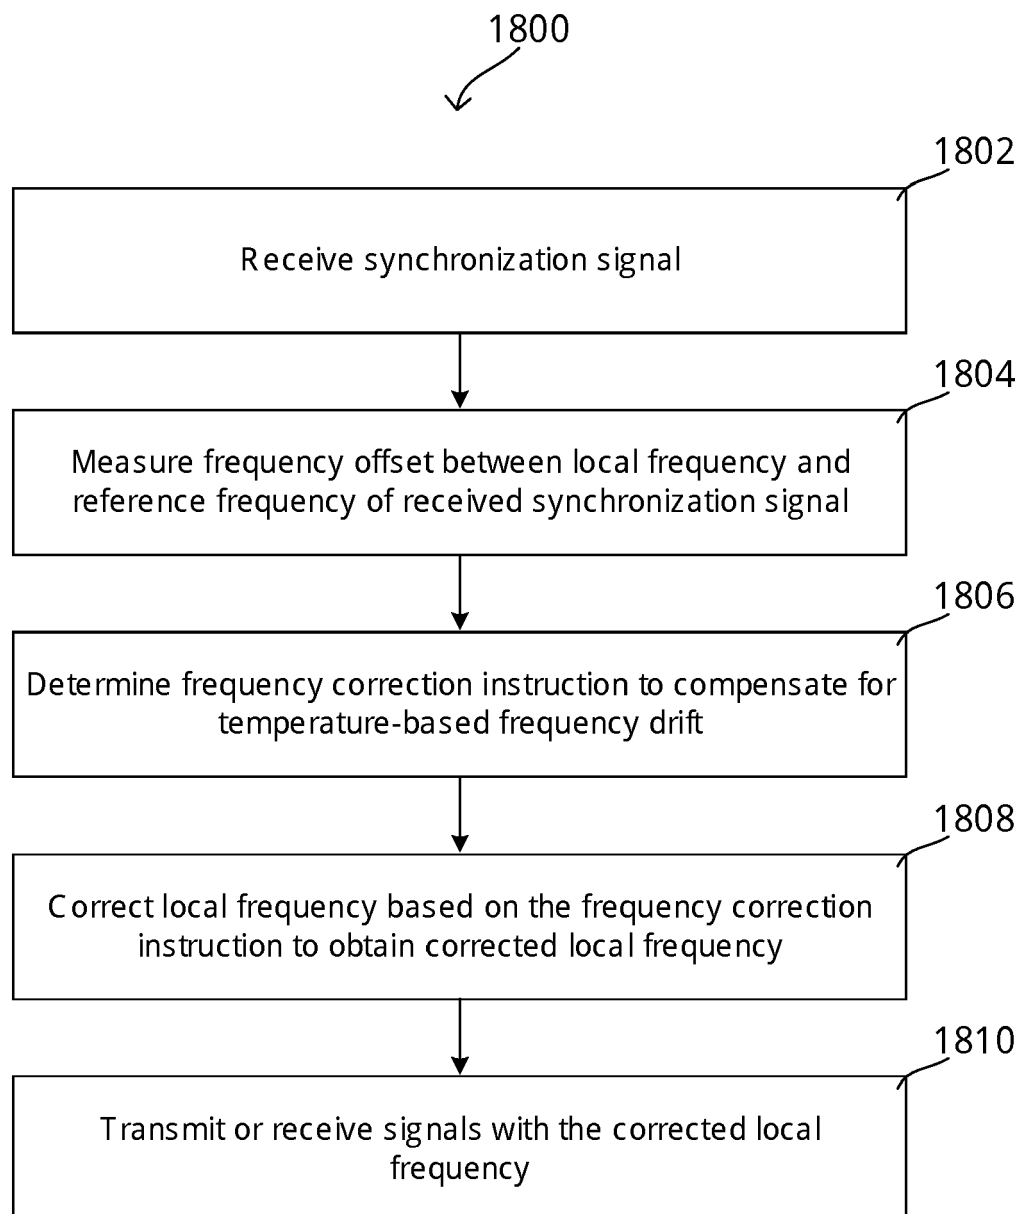 1800
1802
Receive synchronization signal
1804
Measure frequency offset between local frequency and
reference frequency of received synchronization signal
1806
Determine frequency correction instruction to compensate for
temperature-based frequency drift
1808
Correct local frequency based on the frequency correction
instruction to obtain corrected local frequency
1810
Transmit or receive signals with the corrected local
frequency